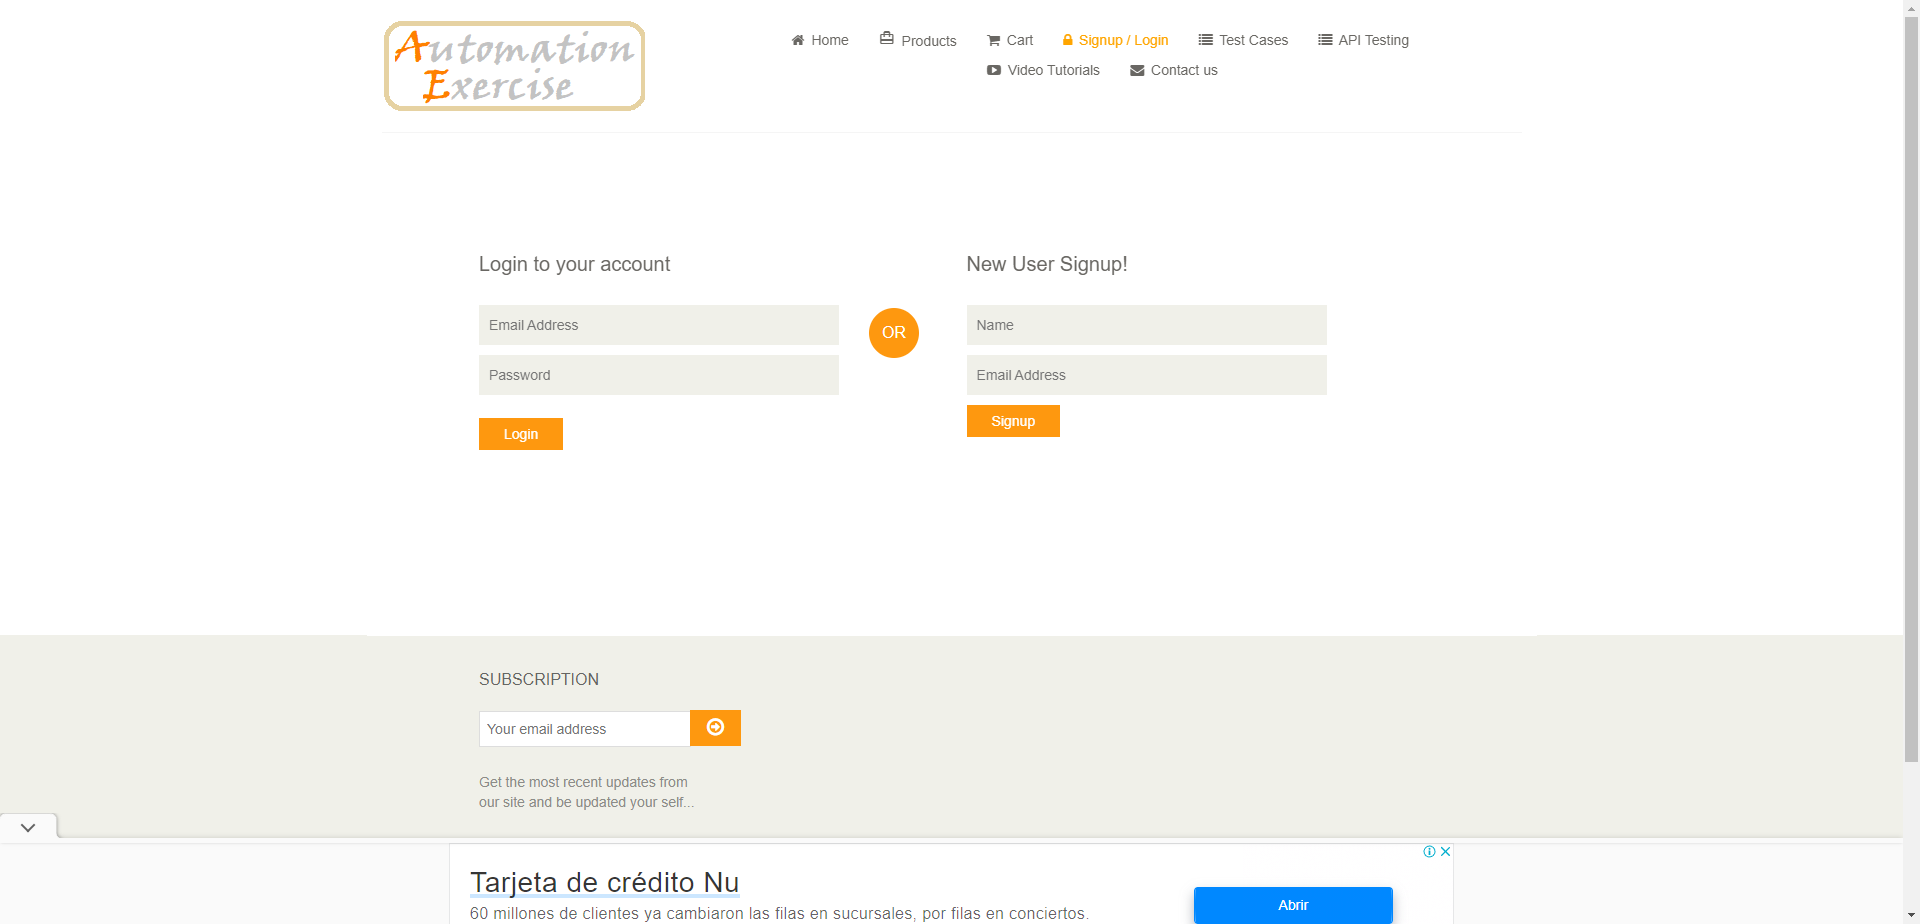 Automation
Exercise
Home
Products
Cart
Signup / Login
Test Cases
API Testing
Video Tutorials
Contact us
Login to your account
Email Address
Password
Login
OR
New User Signup!
Name
Email Address
Signup
SUBSCRIPTION
Your email address
Get the most recent updates from
our site and be updated your self...
Tarjeta de crédito Nu
60 millones de clientes ya cambiaron las filas en sucursales, por filas en conciertos.
Abrir